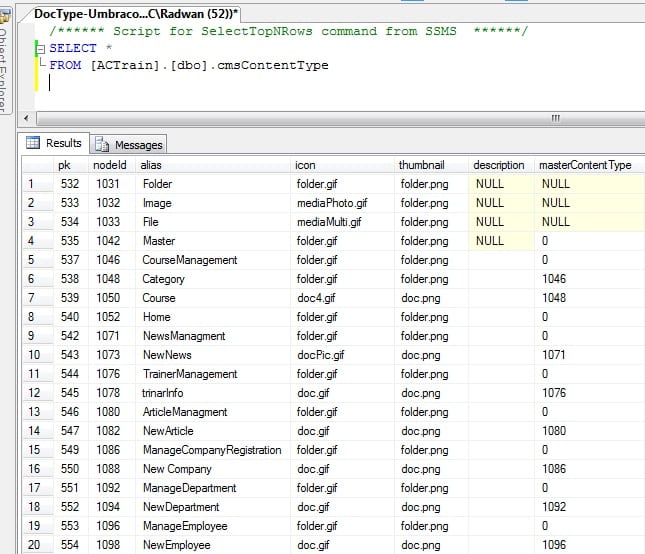 DocType-Umbraco...C\Radwan (52))*
Object Explorer
/****** Script for SelectTopNRows command from SSMS ******/
SELECT *
FROM [ACTrain].[dbo].cmsContentType
Results Messages
pk nodeId alias icon thumbnail description masterContentType
1 532 1031 Folder folder.gif folder.png NULL NULL
2 533 1032 Image mediaPhoto.gif folder.png NULL NULL
3 534 1033 File mediaMulti.gif folder.png NULL NULL
4 535 1042 Master folder.gif folder.png NULL 0
5 537 1046 CourseManagement folder.gif folder.png 0
6 538 1048 Category folder.gif folder.png 1046
7 539 1050 Course doc4.gif doc.png 1048
8 540 1052 Home folder.gif folder.png 0
9 542 1071 NewsManagment folder.gif folder.png 0
10 543 1073 NewNews docPic.gif doc.png 1071
11 544 1076 TrainerManagement folder.gif folder.png 0
12 545 1078 trinarInfo doc.gif doc.png 1076
13 546 1080 ArticleManagment folder.gif folder.png 0
14 547 1082 NewArticle doc.gif doc.png 1080
15 549 1086 ManageCompanyRegistration folder.gif folder.png 0
16 550 1088 New Company doc.gif doc.png 1086
17 551 1092 ManageDepartment folder.gif folder.png 0
18 552 1094 NewDepartment doc.gif doc.png 1092
19 553 1096 ManageEmployee folder.gif folder.png 0
20 554 1098 NewEmployee doc.gif doc.png 1096